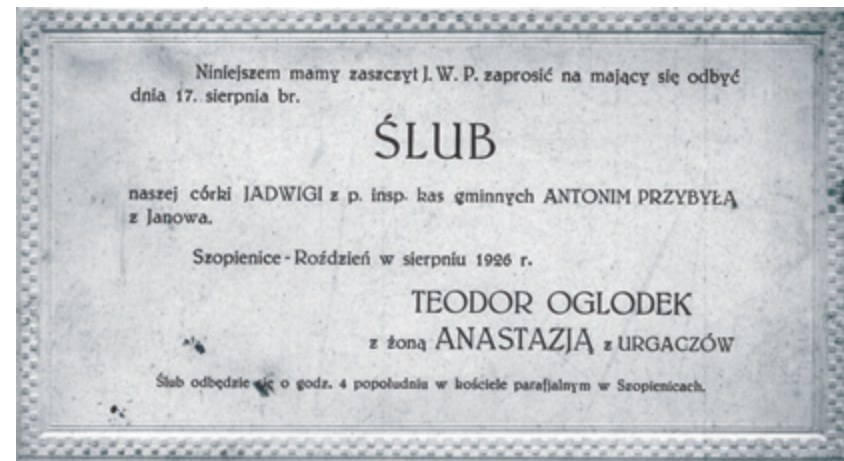 Niniejszem mamy zaszczyt J. W. P. zaprosić na mający się odbyć
dnia 17. sierpnia br.
ŚLUB
naszej córki JADWIGI z p. insp. kas gminnych ANTONIM PRZYBYŁĄ
z Janowa.
Szopienice - Roździeń w sierpniu 1926 r.
TEODOR OGLODEK
z żoną ANASTAZJĄ z URGACZÓW
Ślub odbędzie się o godz. 4 popołudniu w kościele parafjalnym w Szopienicach.